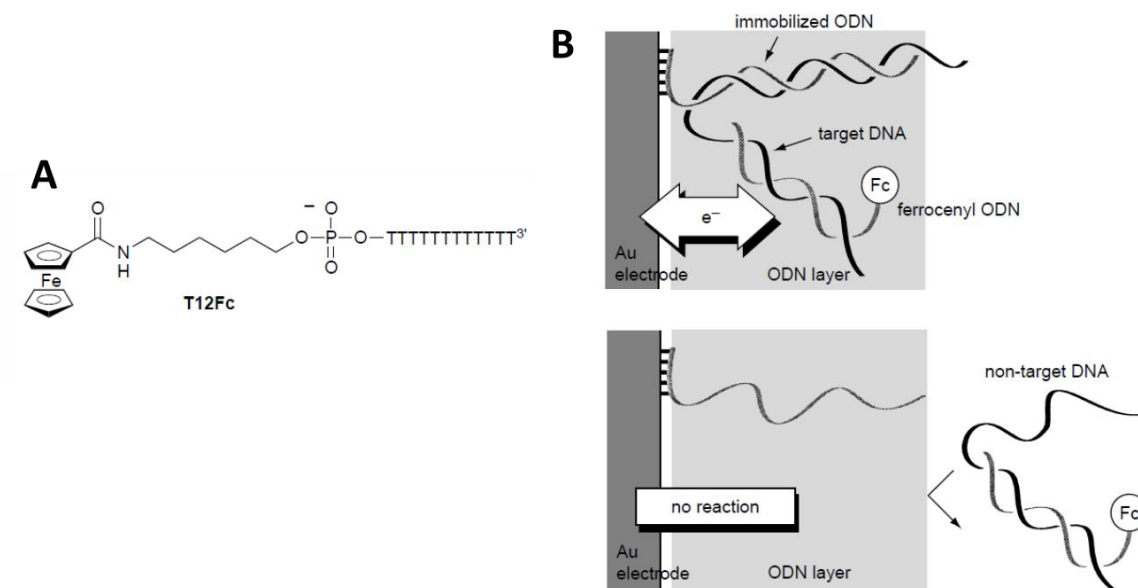 A
O
N
H
Fe
O
−
O
P
O
O
TTTTTTTTTTTT3'
T12Fc
B
immobilized ODN
target DNA
Fc
ferrocenyl ODN
e−
Au
electrode
ODN layer
non-target DNA
no reaction
Fc
Au
electrode
ODN layer